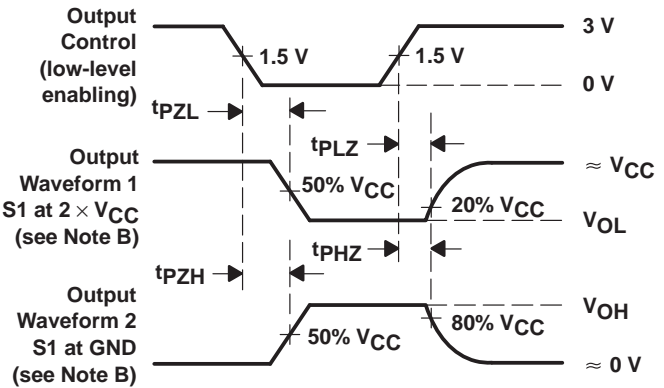 Output
Control
(low-level
enabling)
1.5 V
1.5 V
3 V
0 V
tPZL
tPLZ
Output
Waveform 1
S1 at 2 × VCC
(see Note B)
50% VCC
20% VCC
≈ VCC
VOL
tPZH
tPHZ
Output
Waveform 2
S1 at GND
(see Note B)
50% VCC
80% VCC
VOH
≈ 0 V